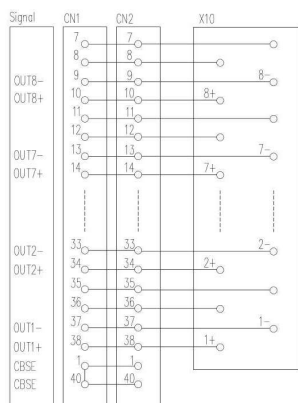 Signal CN1 CN2 X10
7 7
8 8
OUT8- 9 9 8-
OUT8+ 10 10 8+
11 11
12 12
OUT7- 13 13 7-
OUT7+ 14 14 7+
OUT2- 33 33 2-
OUT2+ 34 34 2+
35 35
36 36
OUT1- 37 37 1-
OUT1+ 38 38 1+
CBSE 1 1
CBSE 40 40